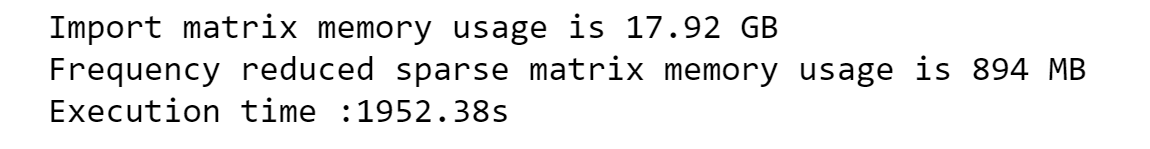 Import matrix memory usage is 17.92 GB
Frequency reduced sparse matrix memory usage is 894 MB
Execution time :1952.38s